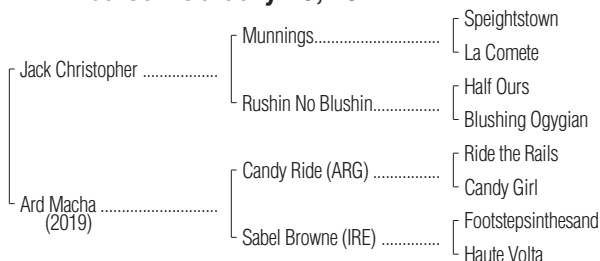 Speightstown
Munnings
La Comete
Jack Christopher
Half Ours
Rushin No Blushin
Blushing Ogygian
Ride the Rails
Candy Ride (ARG)
Candy Girl
Ard Macha
(2019)
Footstepsinthesand
Sabel Browne (IRE)
Haute Volta